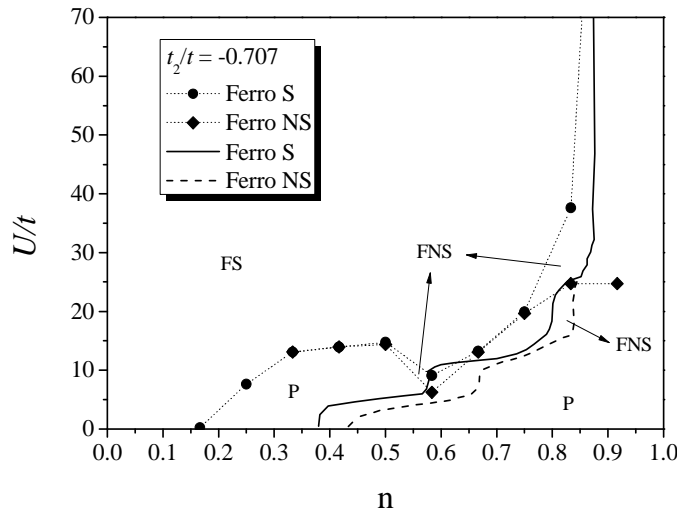 70
60
50
40
30
20
10
0
U/t
t₂/t = -0.707
Ferro S
Ferro NS
Ferro S
Ferro NS
FS
FNS
FNS
P
P
0.0 0.1 0.2 0.3 0.4 0.5 0.6 0.7 0.8 0.9 1.0
n